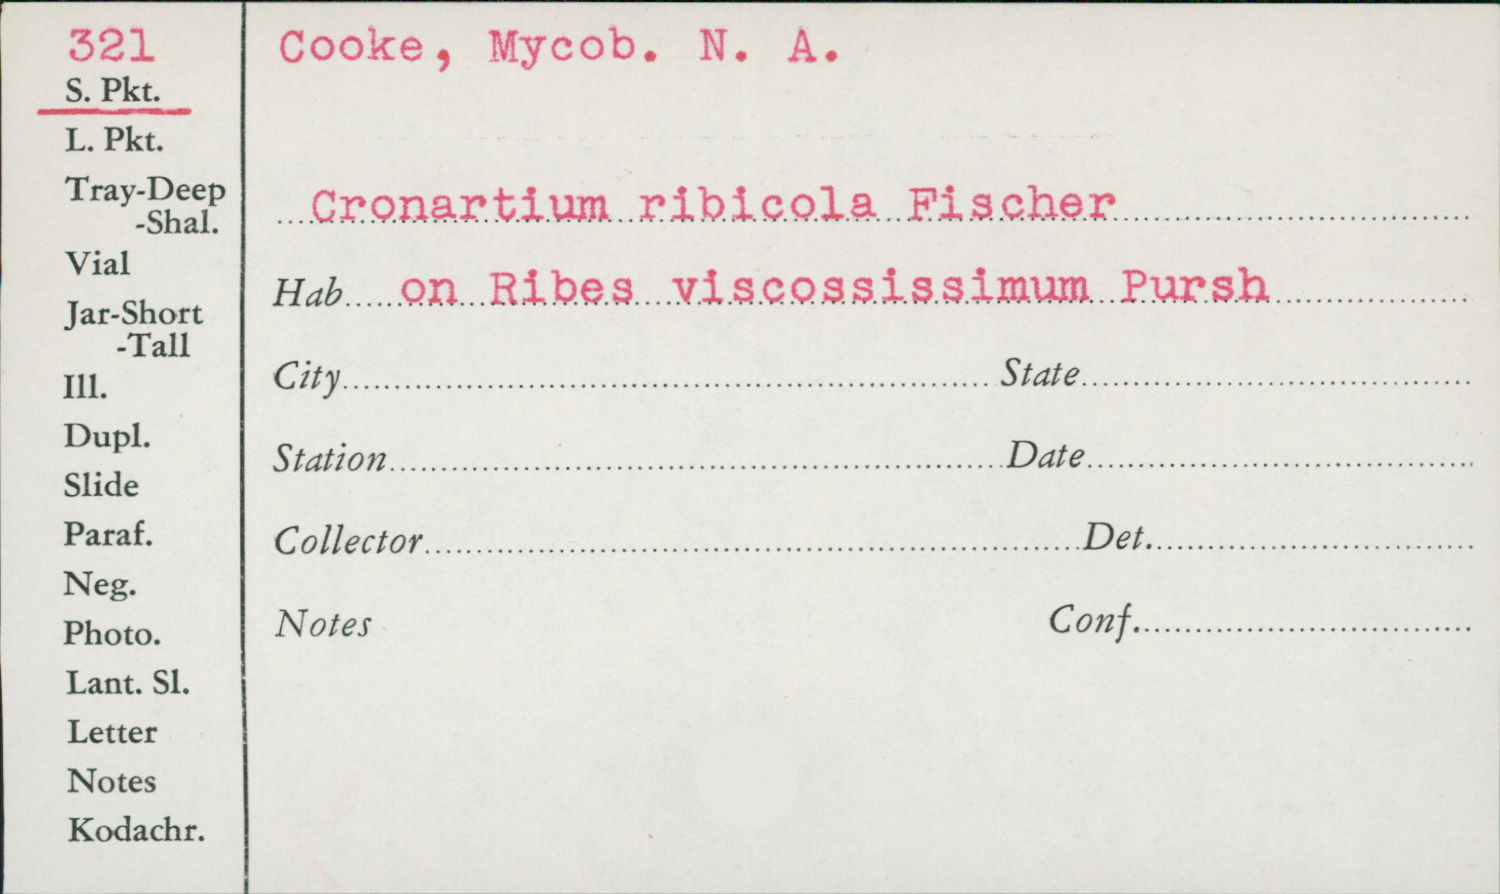 321
S. Pkt.
L. Pkt.
Tray-Deep
-Shal.
Vial
Jar-Short
-Tall
Ill.
Dupl.
Slide
Paraf.
Neg.
Photo.
Lant. Sl.
Letter
Notes
Kodachr.
Cooke, Mycob. N. A.
Cronartium ribicola Fischer
Hab on Ribes viscossissimum Pursh
City State
Station Date
Collector Det.
Notes Conf.